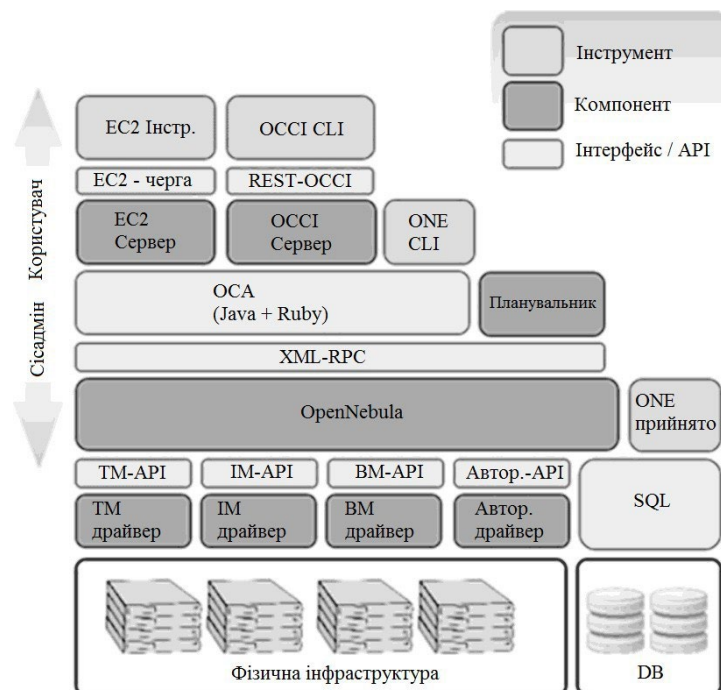 Інструмент
Компонент
Інтерфейс / API
Користувач
Сісадмін
EC2 Інстр.
OCCI CLI
EC2 - черга
REST-OCCI
EC2
Сервер
OCCI
Сервер
ONE
CLI
OCA
(Java + Ruby)
Планувальник
XML-RPC
OpenNebula
ONE
прийнято
TM-API
IM-API
BM-API
Автор.-API
SQL
TM
драйвер
IM
драйвер
BM
драйвер
Автор.
драйвер
Фізична інфраструктура
DB